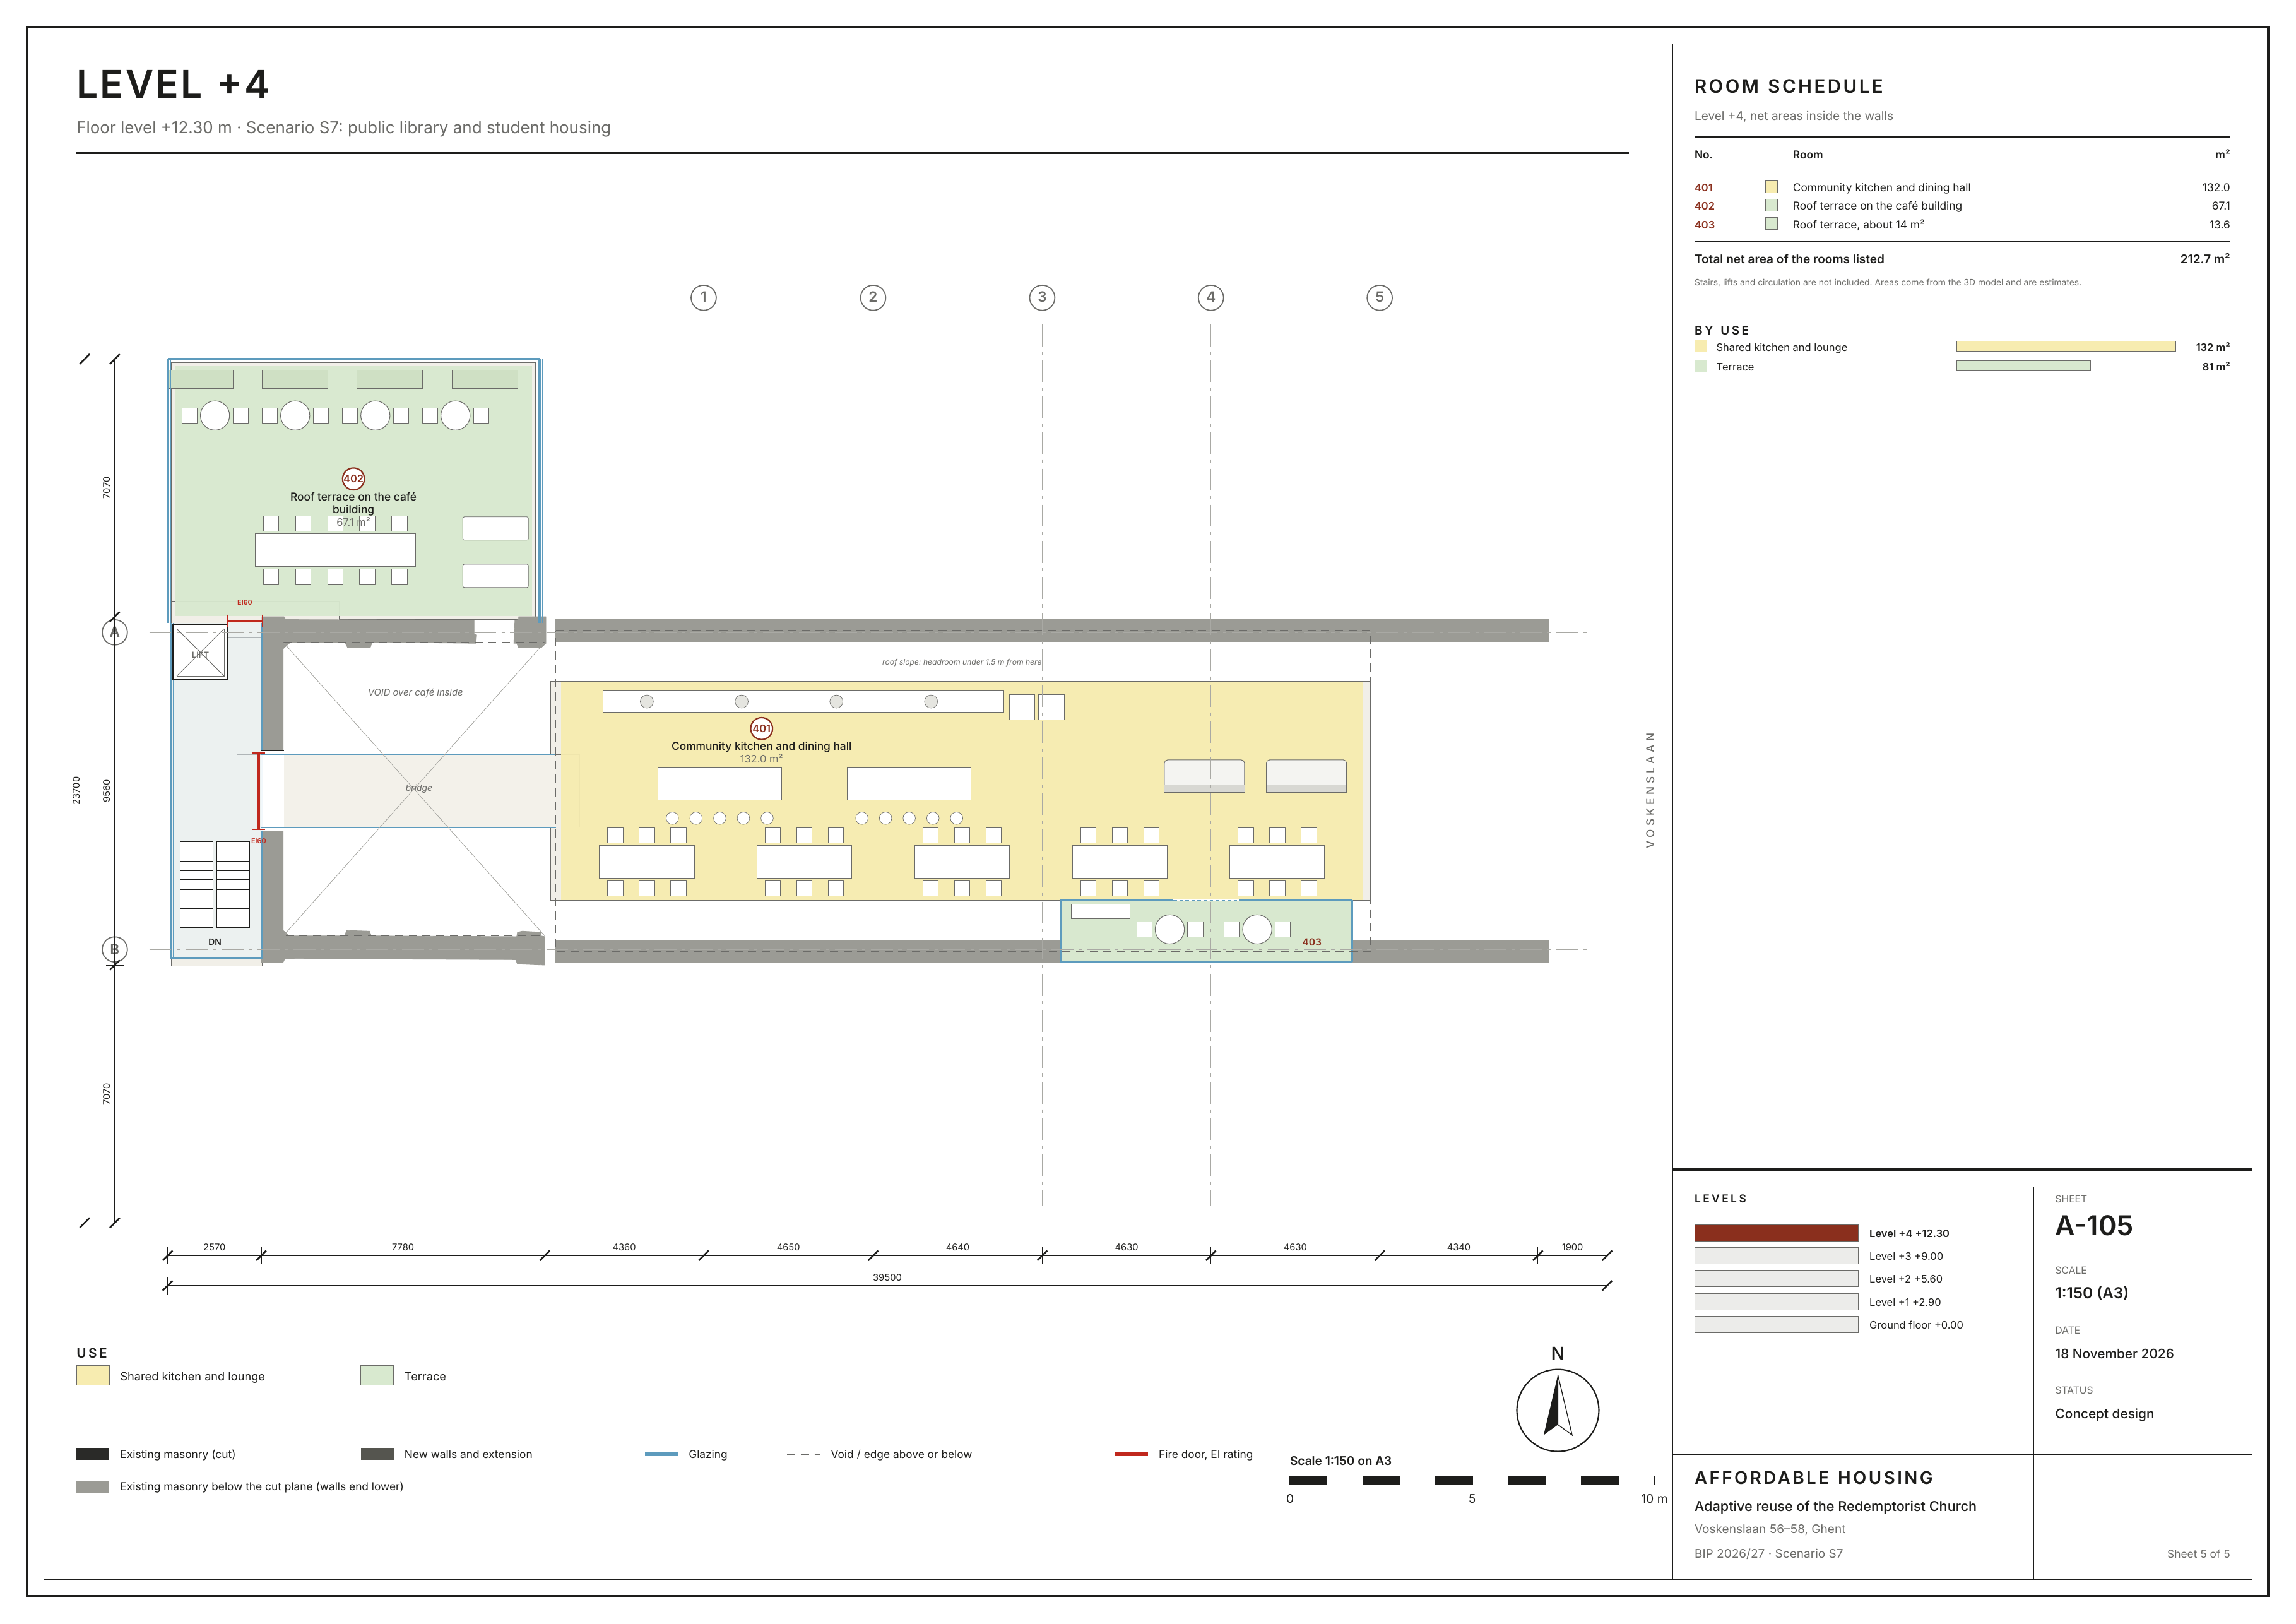 LEVEL +4
Floor level +12.30 m · Scenario S7: public library and student housing
1 2 3 4 5
7070
23700
9560
7070
402
Roof terrace on the café
building
67.1 m²
EI60
A
LIFT
VOID over café inside
roof slope: headroom under 1.5 m from here
401
Community kitchen and dining hall
132.0 m²
bridge
EI60
DN
B
403
VOSKENSLAAN
2570 7780 4360 4650 4640 4630 4630 4340 1900
39500
USE
Shared kitchen and lounge
Terrace
Existing masonry (cut)
New walls and extension
Glazing
Void / edge above or below
Fire door, EI rating
Existing masonry below the cut plane (walls end lower)
N
Scale 1:150 on A3
0 5 10 m
ROOM SCHEDULE
Level +4, net areas inside the walls
No. Room m²
401 Community kitchen and dining hall 132.0
402 Roof terrace on the café building 67.1
403 Roof terrace, about 14 m² 13.6
Total net area of the rooms listed 212.7 m²
Stairs, lifts and circulation are not included. Areas come from the 3D model and are estimates.
BY USE
Shared kitchen and lounge 132 m²
Terrace 81 m²
LEVELS
Level +4 +12.30
Level +3 +9.00
Level +2 +5.60
Level +1 +2.90
Ground floor +0.00
SHEET
A-105
SCALE
1:150 (A3)
DATE
18 November 2026
STATUS
Concept design
AFFORDABLE HOUSING
Adaptive reuse of the Redemptorist Church
Voskenslaan 56–58, Ghent
BIP 2026/27 · Scenario S7
Sheet 5 of 5